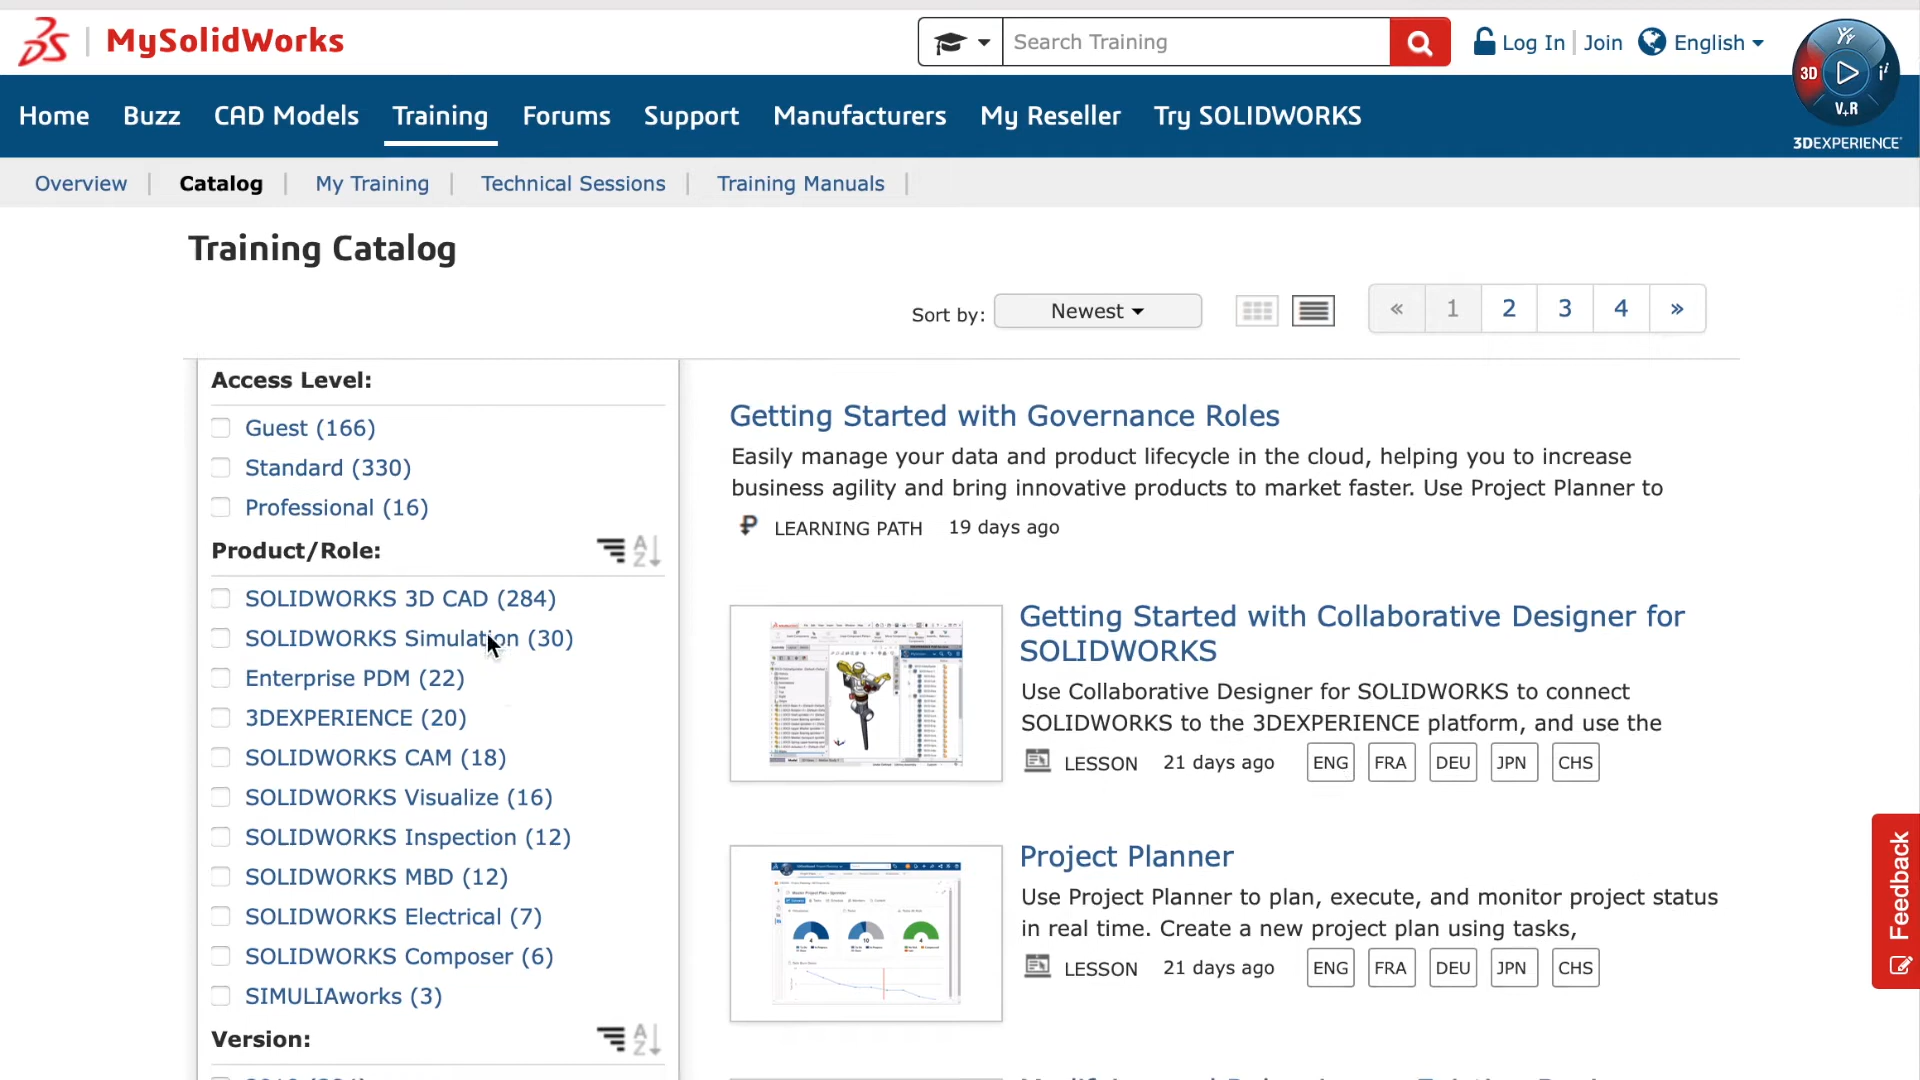 MySolidWorks
Search Training
Log In
Join
English
3D
V+R
3DEXPERIENCE
Home
Buzz
CAD Models
Training
Forums
Support
Manufacturers
My Reseller
Try SOLIDWORKS
Overview
Catalog
My Training
Technical Sessions
Training Manuals
Training Catalog
Sort by:
Newest
« 1 2 3 4 »
Access Level:
Guest (166)
Standard (330)
Professional (16)
Product/Role:
SOLIDWORKS 3D CAD (284)
SOLIDWORKS Simulation (30)
Enterprise PDM (22)
3DEXPERIENCE (20)
SOLIDWORKS CAM (18)
SOLIDWORKS Visualize (16)
SOLIDWORKS Inspection (12)
SOLIDWORKS MBD (12)
SOLIDWORKS Electrical (7)
SOLIDWORKS Composer (6)
SIMULIAworks (3)
Version:
Getting Started with Governance Roles
Easily manage your data and product lifecycle in the cloud, helping you to increase
business agility and bring innovative products to market faster. Use Project Planner to
LEARNING PATH 19 days ago
Getting Started with Collaborative Designer for
SOLIDWORKS
Use Collaborative Designer for SOLIDWORKS to connect
SOLIDWORKS to the 3DEXPERIENCE platform, and use the
LESSON 21 days ago ENG FRA DEU JPN CHS
Project Planner
Use Project Planner to plan, execute, and monitor project status
in real time. Create a new project plan using tasks,
LESSON 21 days ago ENG FRA DEU JPN CHS
Feedback